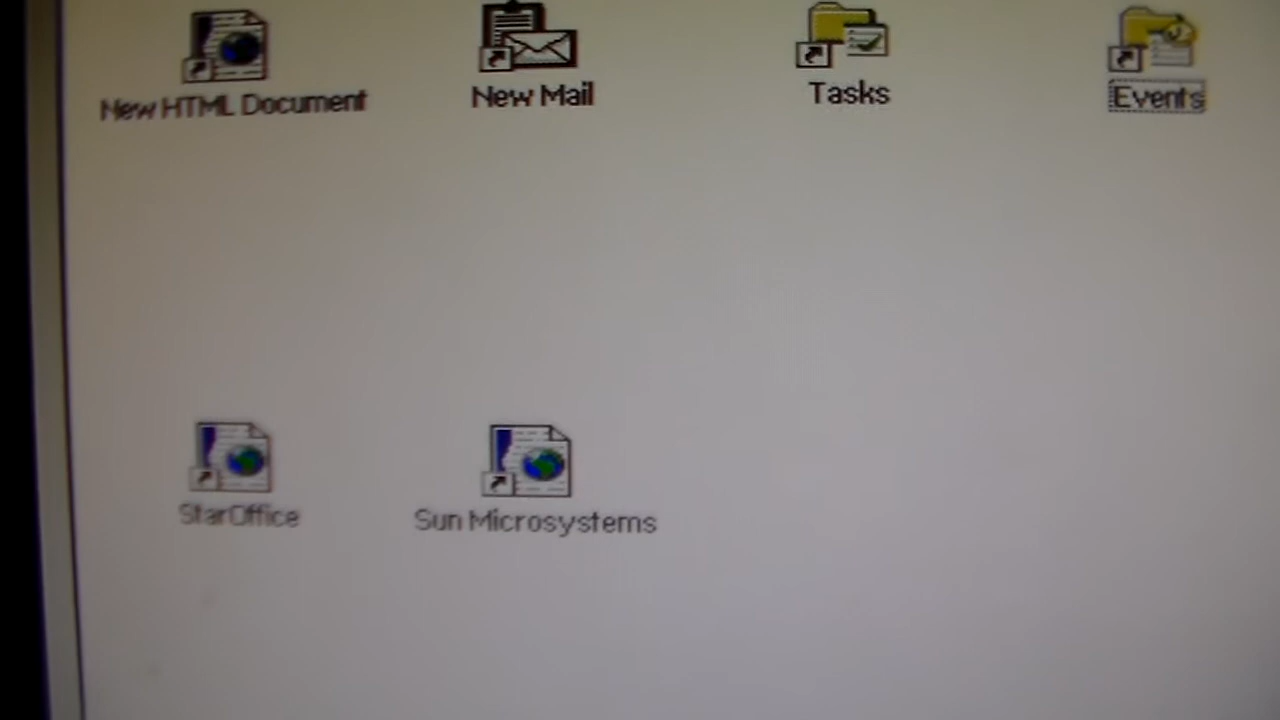 New HTML Document
New Mail
Tasks
Events
StarOffice
Sun Microsystems